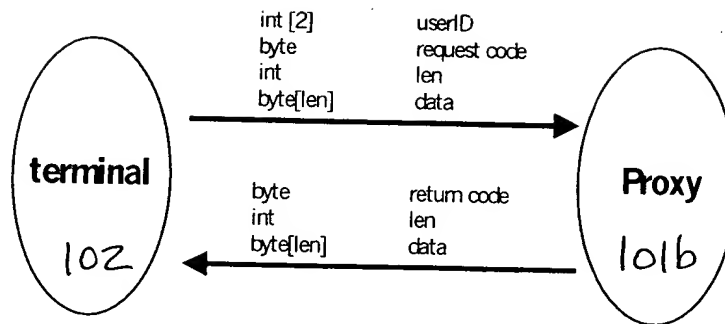 int [2] userID
byte request code
int len
byte[len] data
terminal
102
byte return code
int len
byte[len] data
Proxy
101b